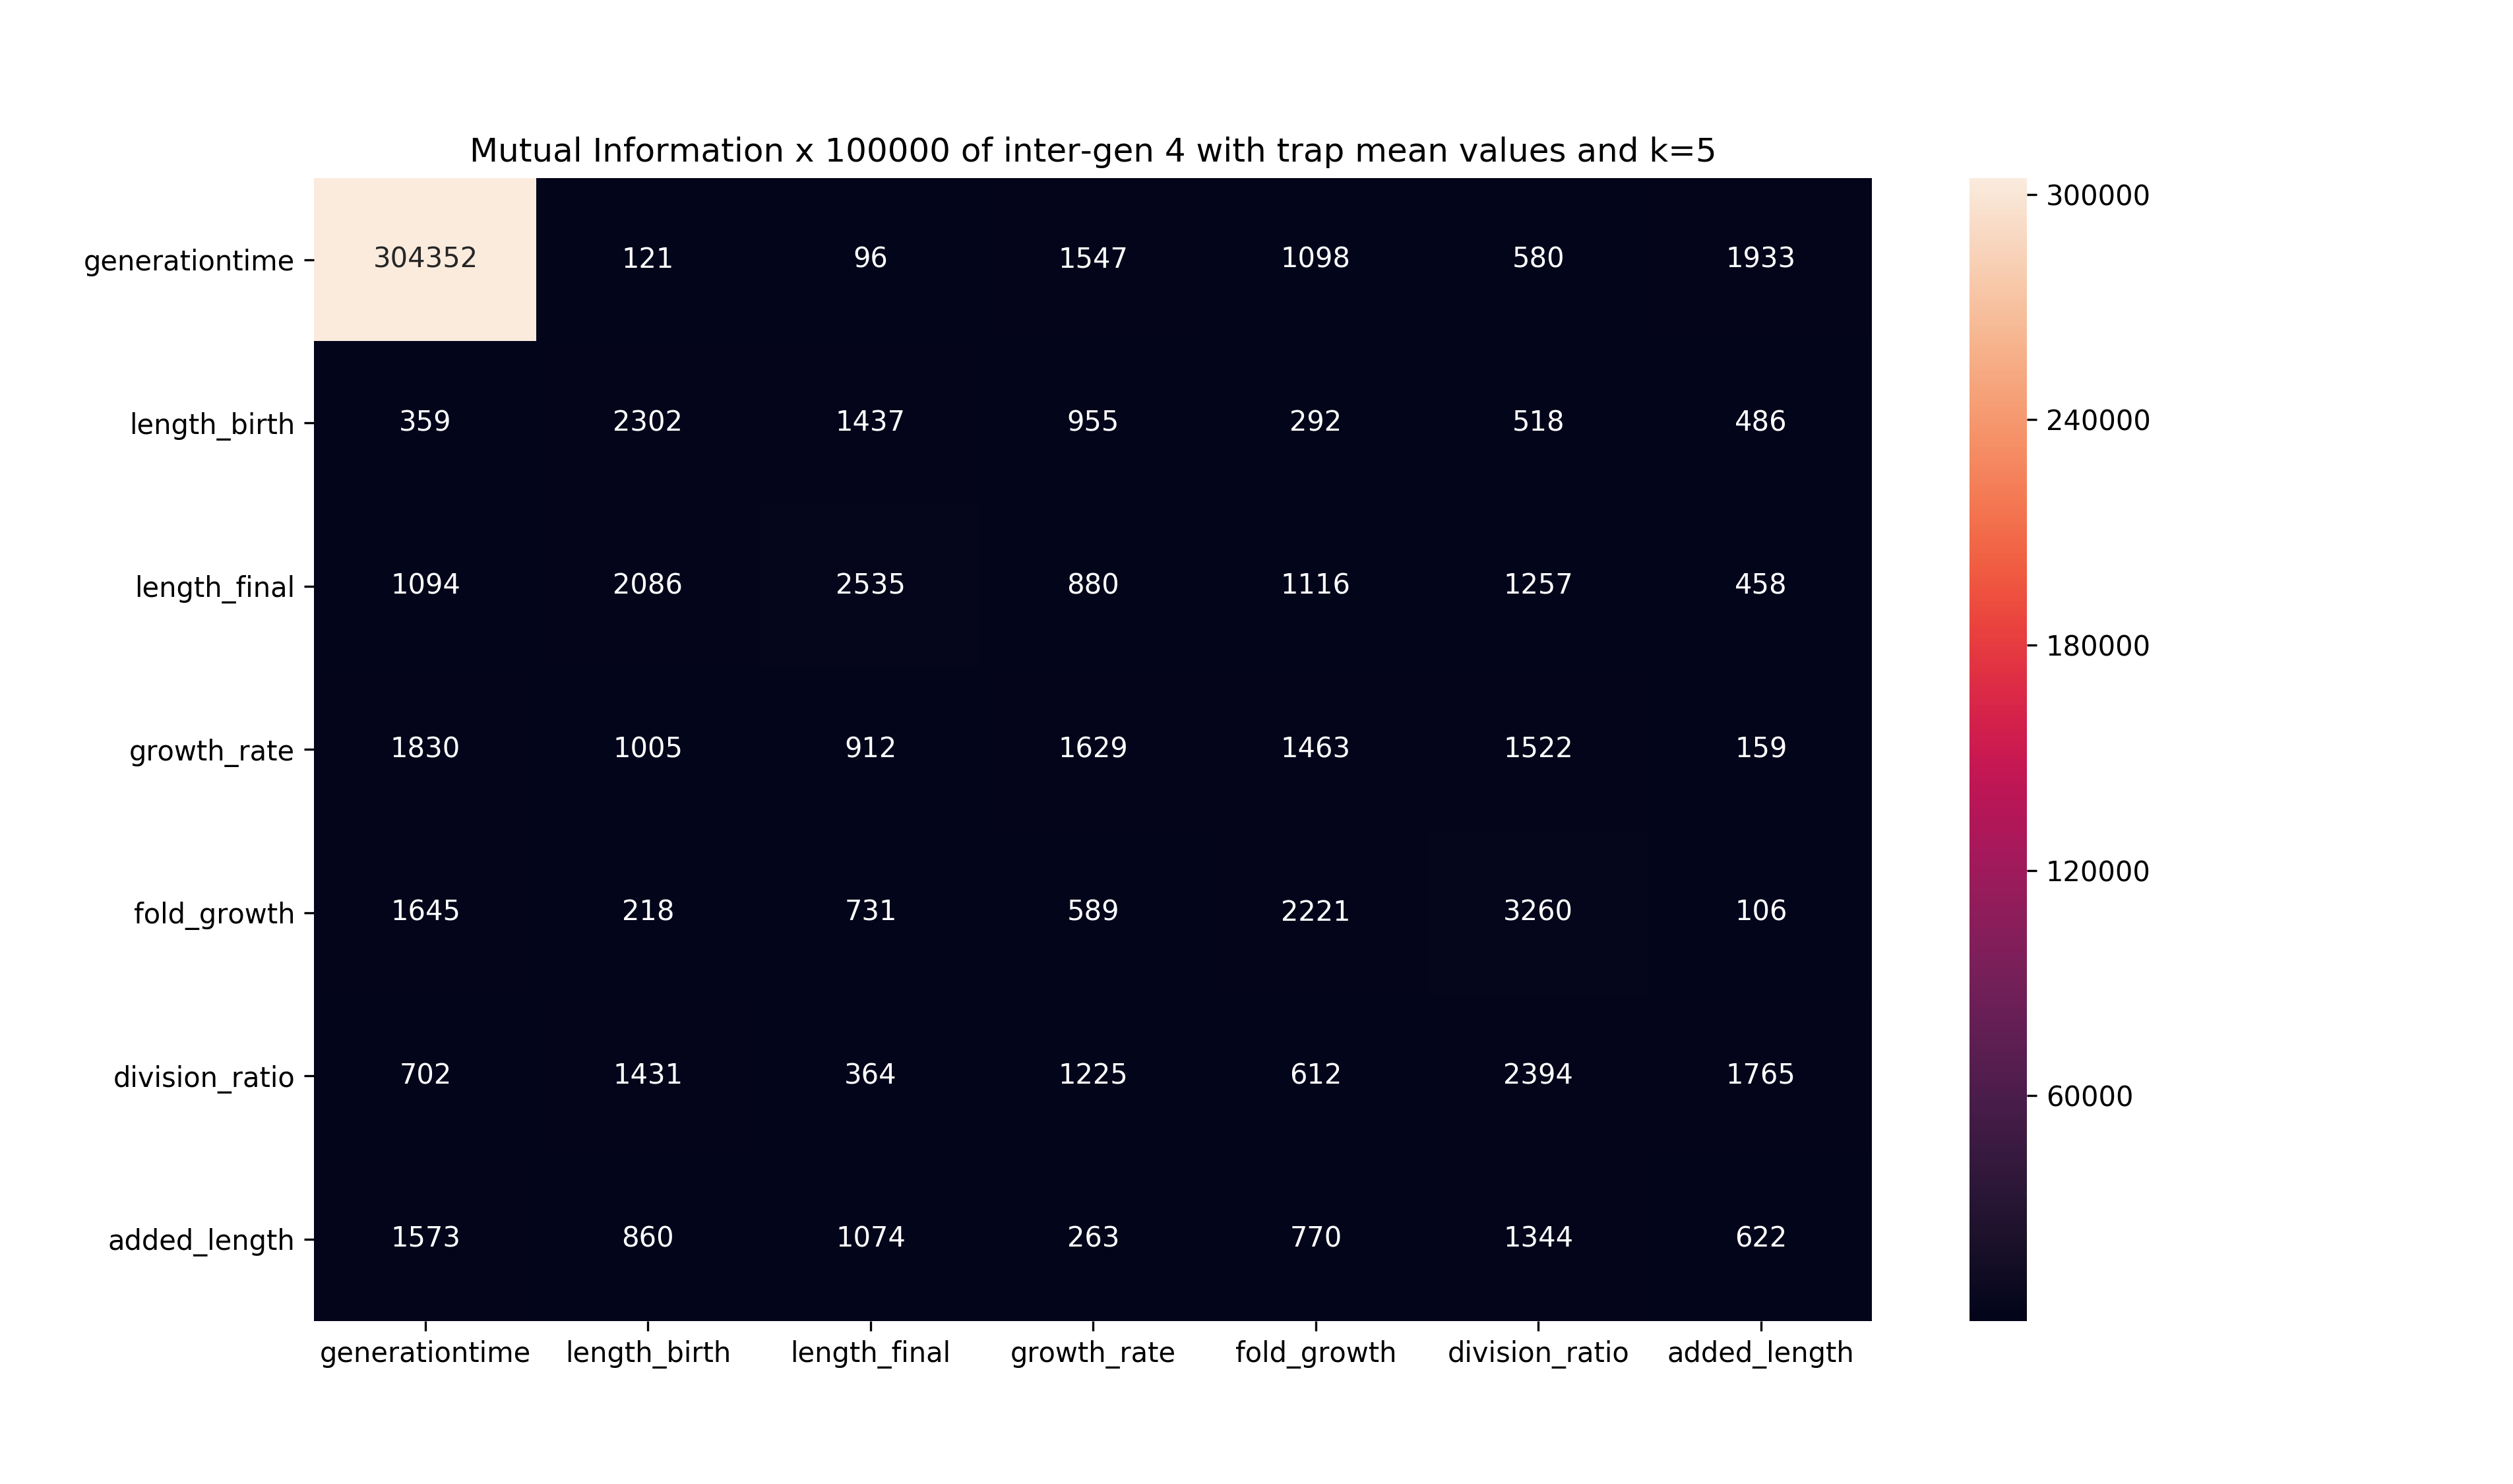 Mutual Information x 100000 of inter-gen 4 with trap mean values and k=5
generationtime 304352 121 96 1547 1098 580 1933
length_birth 359 2302 1437 955 292 518 486
length_final 1094 2086 2535 880 1116 1257 458
growth_rate 1830 1005 912 1629 1463 1522 159
fold_growth 1645 218 731 589 2221 3260 106
division_ratio 702 1431 364 1225 612 2394 1765
added_length 1573 860 1074 263 770 1344 622
generationtime length_birth length_final growth_rate fold_growth division_ratio added_length
300000
240000
180000
120000
60000